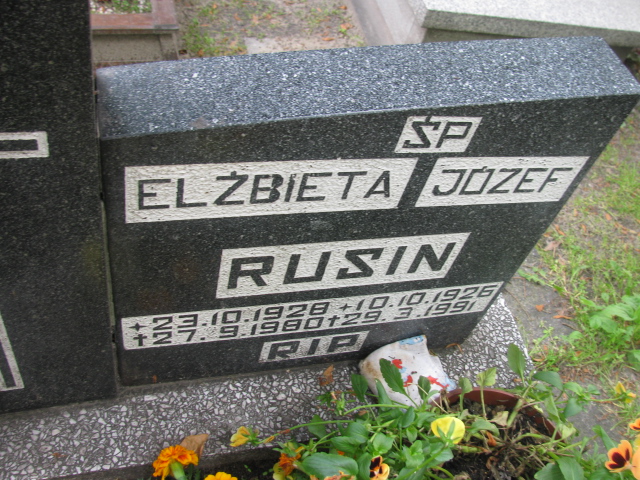 ŚP
ELŻBIETA JÓZEF
RUSIN
+23.10.1928 +10.10.1926
†27.9.1980 †29.3.1991
RIP